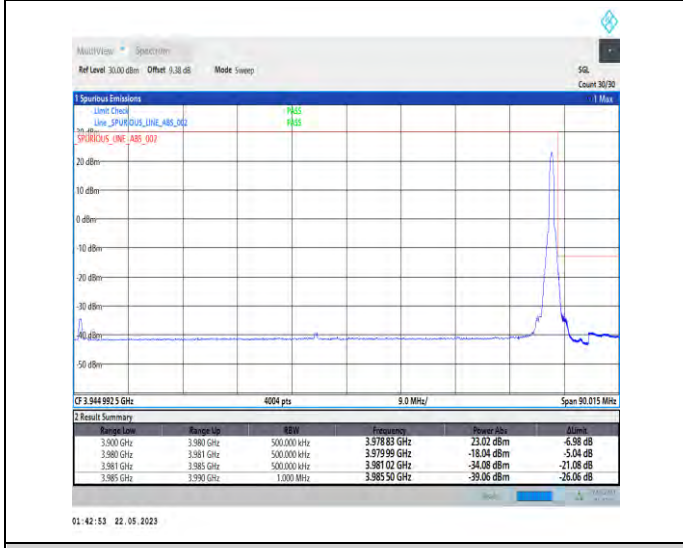 MultiView Spectrum
Ref Level 30.00 dBm Offset 9.38 dB Mode Sweep SGL
Count 30/30
1 Spurious Emissions 1 Max
Limit Check PASS
Line _SPURIOUS_LINE_ABS_002 PASS
_SPURIOUS_LINE_ABS_002
20 dBm
10 dBm
0 dBm
-10 dBm
-20 dBm
-30 dBm
-40 dBm
-50 dBm
CF 3.944 992 5 GHz 4004 pts 9.0 MHz/ Span 90.015 MHz
2 Result Summary
Range Low Range Up RBW Frequency Power Abs ΔLimit
3.900 GHz 3.980 GHz 500.000 kHz 3.978 83 GHz 23.02 dBm -6.98 dB
3.980 GHz 3.981 GHz 500.000 kHz 3.979 99 GHz -18.04 dBm -5.04 dB
3.981 GHz 3.985 GHz 500.000 kHz 3.981 02 GHz -34.08 dBm -21.08 dB
3.985 GHz 3.990 GHz 1.000 MHz 3.985 50 GHz -39.06 dBm -26.06 dB
01:42:53 22.05.2023